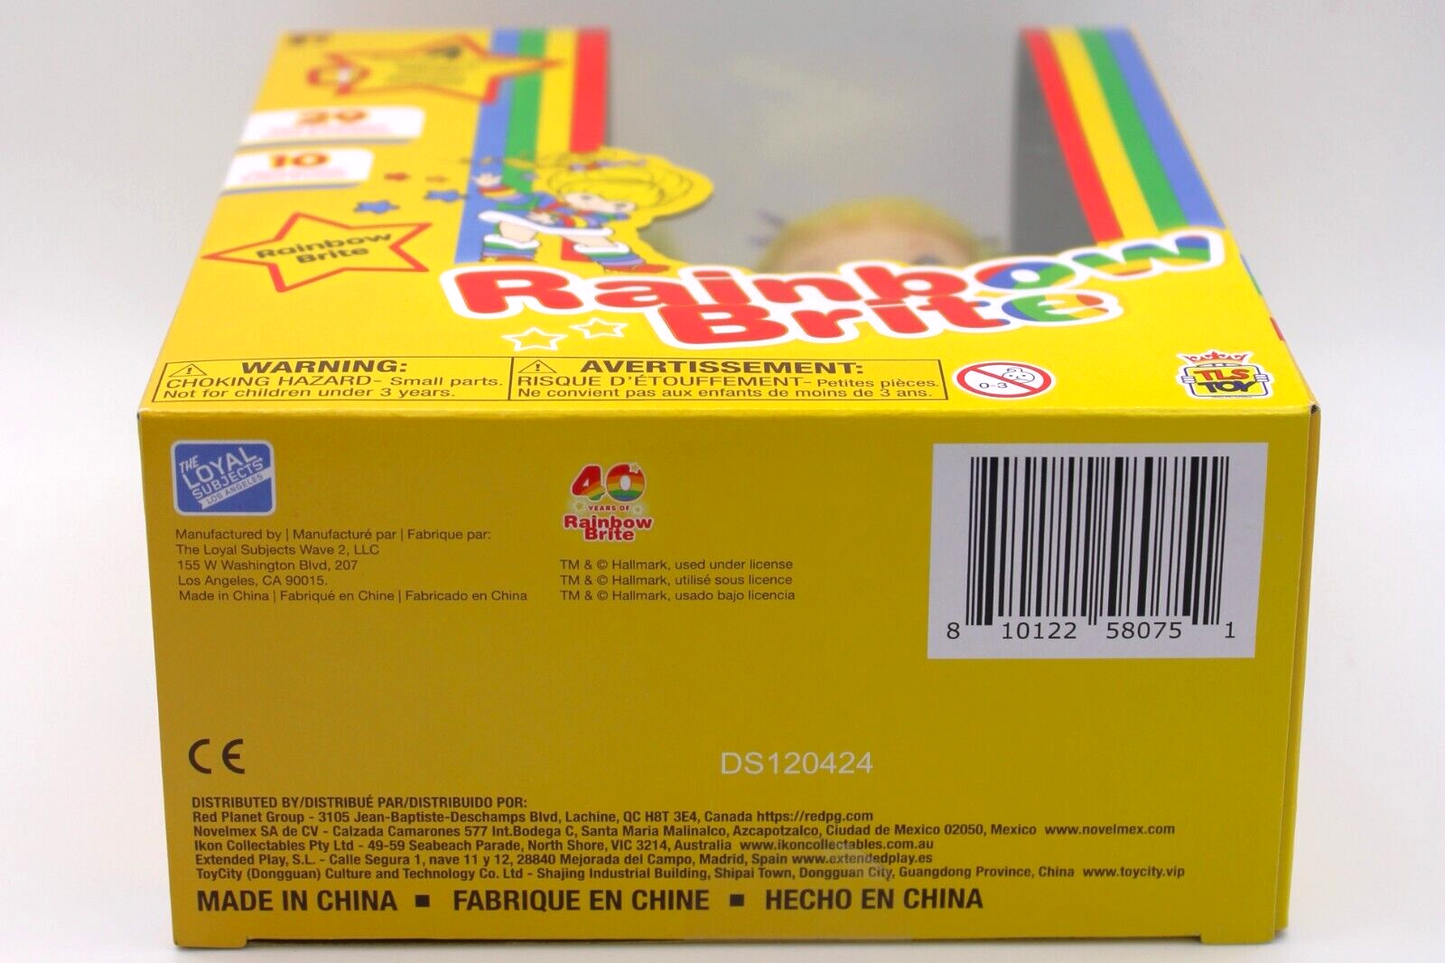 29
10
Rainbow
Brite
Rainbow
Brite
WARNING:
CHOKING HAZARD- Small parts.
Not for children under 3 years.
AVERTISSEMENT:
RISQUE D'ÉTOUFFEMENT- Petites pièces.
Ne convient pas aux enfants de moins de 3 ans.
0-3
TLS
TOY
THE
LOYAL
SUBJECTS
LOS ANGELES
40
YEARS OF
Rainbow
Brite
Manufactured by | Manufacturé par | Fabrique par:
The Loyal Subjects Wave 2, LLC
155 W Washington Blvd, 207
Los Angeles, CA 90015.
Made in China | Fabriqué en Chine | Fabricado en China
TM & © Hallmark, used under license
TM & © Hallmark, utilisé sous licence
TM & © Hallmark, usado bajo licencia
8 10122 58075 1
CE
DS120424
DISTRIBUTED BY/DISTRIBUÉ PAR/DISTRIBUIDO POR:
Red Planet Group - 3105 Jean-Baptiste-Deschamps Blvd, Lachine, QC H8T 3E4, Canada https://redpg.com
Novelmex SA de CV - Calzada Camarones 577 Int.Bodega C, Santa Maria Malinalco, Azcapotzalco, Ciudad de Mexico 02050, Mexico www.novelmex.com
Ikon Collectables Pty Ltd - 49-59 Seabeach Parade, North Shore, VIC 3214, Australia www.ikoncollectables.com.au
Extended Play, S.L. - Calle Segura 1, nave 11 y 12, 28840 Mejorada del Campo, Madrid, Spain www.extendedplay.es
ToyCity (Dongguan) Culture and Technology Co. Ltd - Shajing Industrial Building, Shipai Town, Dongguan City, Guangdong Province, China www.toycity.vip
MADE IN CHINA ■ FABRIQUE EN CHINE ■ HECHO EN CHINA